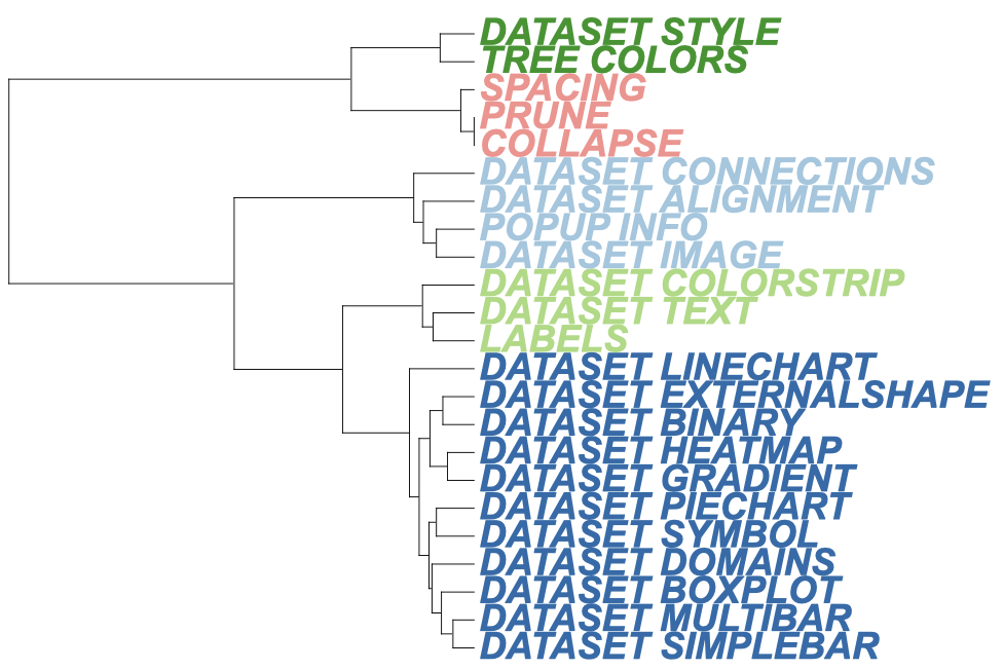 DATASET STYLE
TREE COLORS
SPACING
PRUNE
COLLAPSE
DATASET CONNECTIONS
DATASET ALIGNMENT
POPUP INFO
DATASET IMAGE
DATASET COLORSTRIP
DATASET TEXT
LABELS
DATASET LINECHART
DATASET EXTERNALSHAPE
DATASET BINARY
DATASET HEATMAP
DATASET GRADIENT
DATASET PIECHART
DATASET SYMBOL
DATASET DOMAINS
DATASET BOXPLOT
DATASET MULTIBAR
DATASET SIMPLEBAR